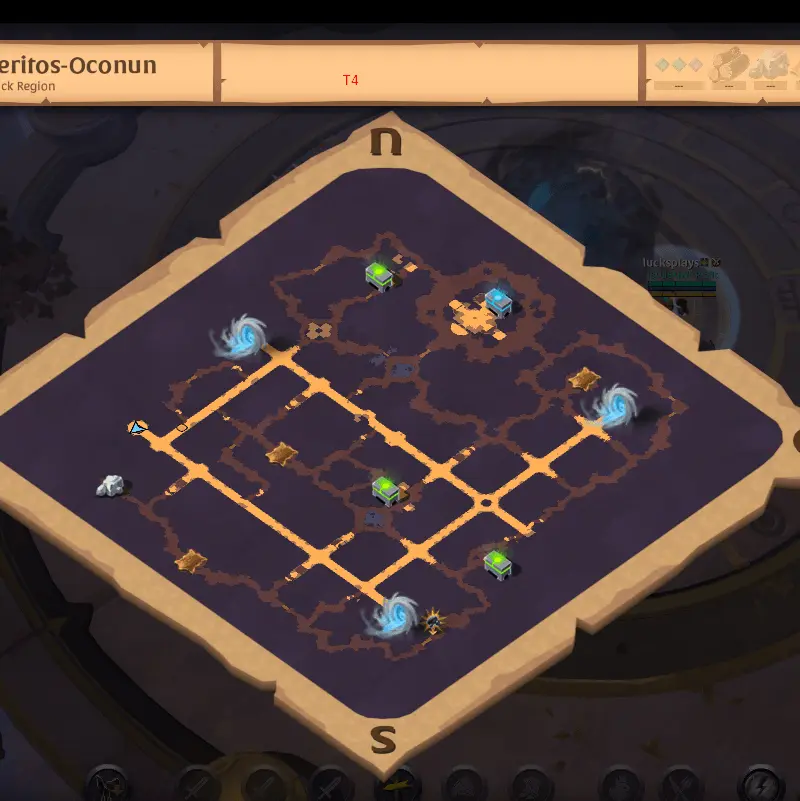 eritos-Oconun
ck Region
T4
--- --- ---
N
lucksplays
S